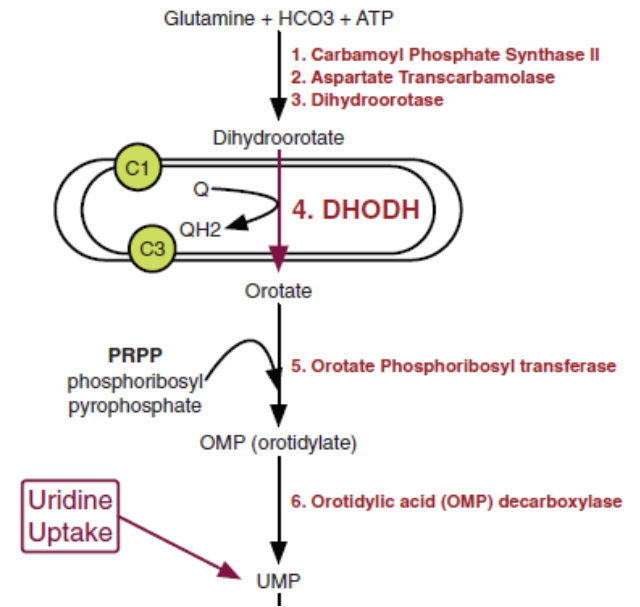 Glutamine + HCO3 + ATP
1. Carbamoyl Phosphate Synthase II
2. Aspartate Transcarbamolase
3. Dihydroorotase
Dihydroorotate
C1
Q
4. DHODH
QH2
C3
Orotate
PRPP
phosphoribosyl
pyrophosphate
5. Orotate Phosphoribosyl transferase
OMP (orotidylate)
6. Orotidylic acid (OMP) decarboxylase
Uridine
Uptake
UMP